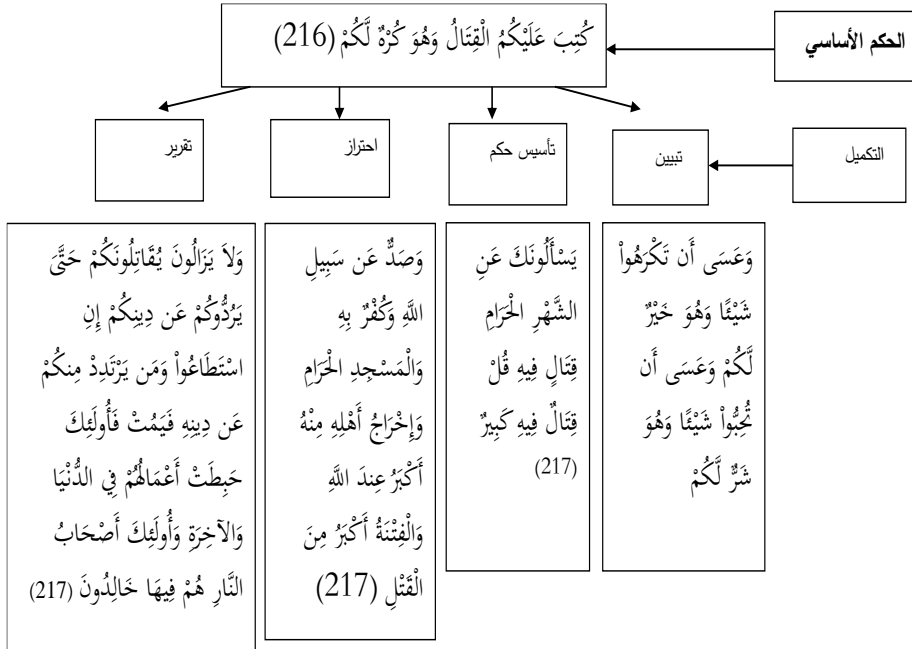 الحكم الأساسي
كُتِبَ عَلَيْكُمُ الْقِتَالُ وَهُوَ كُرْهٌ لَّكُمْ (216)
التكميل
تبيين
تأسيس حكم
احتراز
تقرير
وَعَسَى أَن تَكْرَهُواْ
شَيْئًا وَهُوَ خَيْرٌ
لَّكُمْ وَعَسَى أَن
تُحِبُّواْ شَيْئًا وَهُوَ
شَرٌّ لَّكُمْ
يَسْأَلُونَكَ عَنِ
الشَّهْرِ الْحَرَامِ
قِتَالٍ فِيهِ قُلْ
قِتَالٌ فِيهِ كَبِيرٌ
(217)
وَصَدٌّ عَن سَبِيلِ
اللَّهِ وَكُفْرٌ بِهِ
وَالْمَسْجِدِ الْحَرَامِ
وَإِخْرَاجُ أَهْلِهِ مِنْهُ
أَكْبَرُ عِندَ اللَّهِ
وَالْفِتْنَةُ أَكْبَرُ مِنَ
الْقَتْلِ (217)
وَلاَ يَزَالُونَ يُقَاتِلُونَكُمْ حَتَّىَ
يَرُدُّوكُمْ عَن دِينِكُمْ إِنِ
اسْتَطَاعُواْ وَمَن يَرْتَدِدْ مِنكُمْ
عَن دِينِهِ فَيَمُتْ فَأُولَئِكَ
حَبِطَتْ أَعْمَالُهُمْ فِي الدُّنْيَا
وَالآخِرَةِ وَأُولَئِكَ أَصْحَابُ
النَّارِ هُمْ فِيهَا خَالِدُونَ (217)